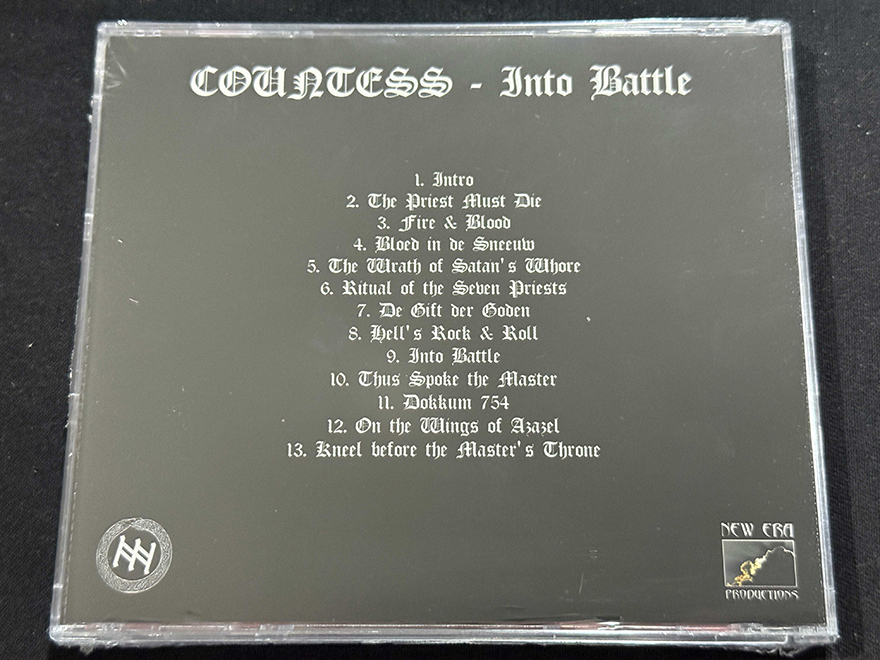 COUNTESS - Into Battle
1. Intro
2. The Priest Must Die
3. Fire & Blood
4. Bloed in de Sneeuw
5. The Wrath of Satan's Whore
6. Ritual of the Seven Priests
7. De Gift der Goden
8. Hell's Rock & Roll
9. Into Battle
10. Thus Spoke the Master
11. Dokkum 754
12. On the Wings of Azazel
13. Kneel before the Master's Throne
NEW ERA
PRODUCTIONS